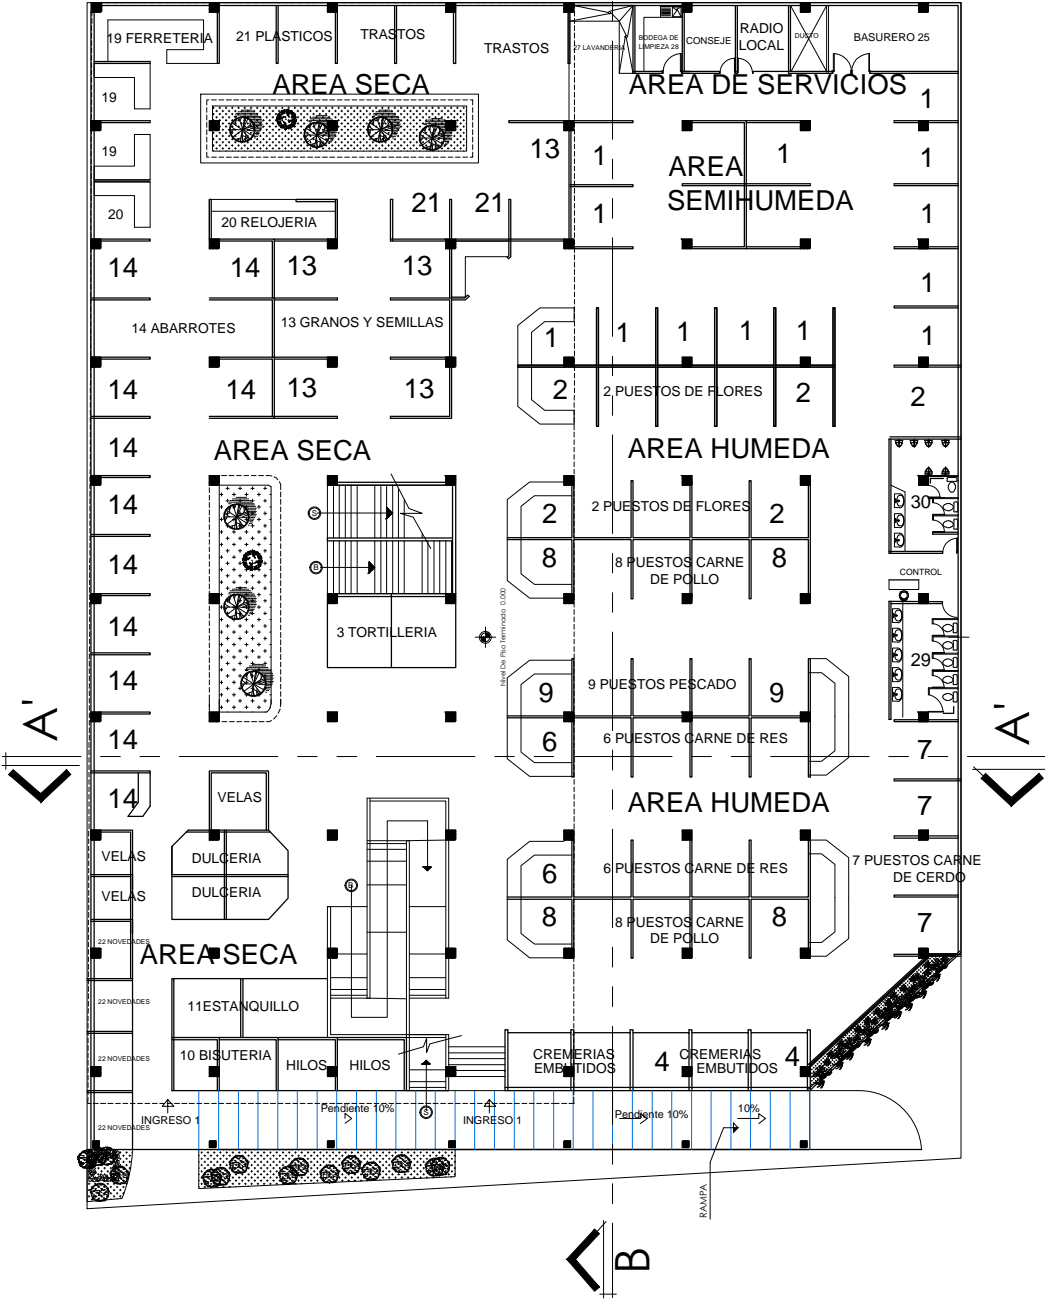 19 FERRETERIA
21 PLASTICOS
TRASTOS
TRASTOS
27 LAVANDERIA
BODEGA DE
LIMPIEZA 28
CONSEJE
RADIO
LOCAL
DUCTO
BASURERO 25
AREA SECA
AREA DE SERVICIOS
19
1
19
13
1
AREA
SEMIHUMEDA
1
1
20
20 RELOJERIA
21
21
1
1
14
14
13
13
1
14 ABARROTES
13 GRANOS Y SEMILLAS
1
1
1
1
1
1
14
14
13
13
2
2 PUESTOS DE FLORES
2
2
14
AREA SECA
AREA HUMEDA
14
S
2
2 PUESTOS DE FLORES
2
30
14
B
8
8 PUESTOS CARNE
DE POLLO
8
CONTROL
14
3 TORTILLERIA
Nivel De Piso Terminado 0.000
29
14
9
9 PUESTOS PESCADO
9
A'
14
6
6 PUESTOS CARNE DE RES
7
A'
14
VELAS
AREA HUMEDA
7
VELAS
DULCERIA
6
6 PUESTOS CARNE DE RES
7 PUESTOS CARNE
DE CERDO
VELAS
DULCERIA
B
8
8 PUESTOS CARNE
DE POLLO
8
7
22 NOVEDADES
AREA SECA
22 NOVEDADES
11ESTANQUILLO
22 NOVEDADES
10 BISUTERIA
HILOS
HILOS
CREMERIAS
EMBUTIDOS
4
CREMERIAS
EMBUTIDOS
4
22 NOVEDADES
INGRESO 1
Pendiente 10%
S
INGRESO 1
Pendiente 10%
10%
RAMPA
B